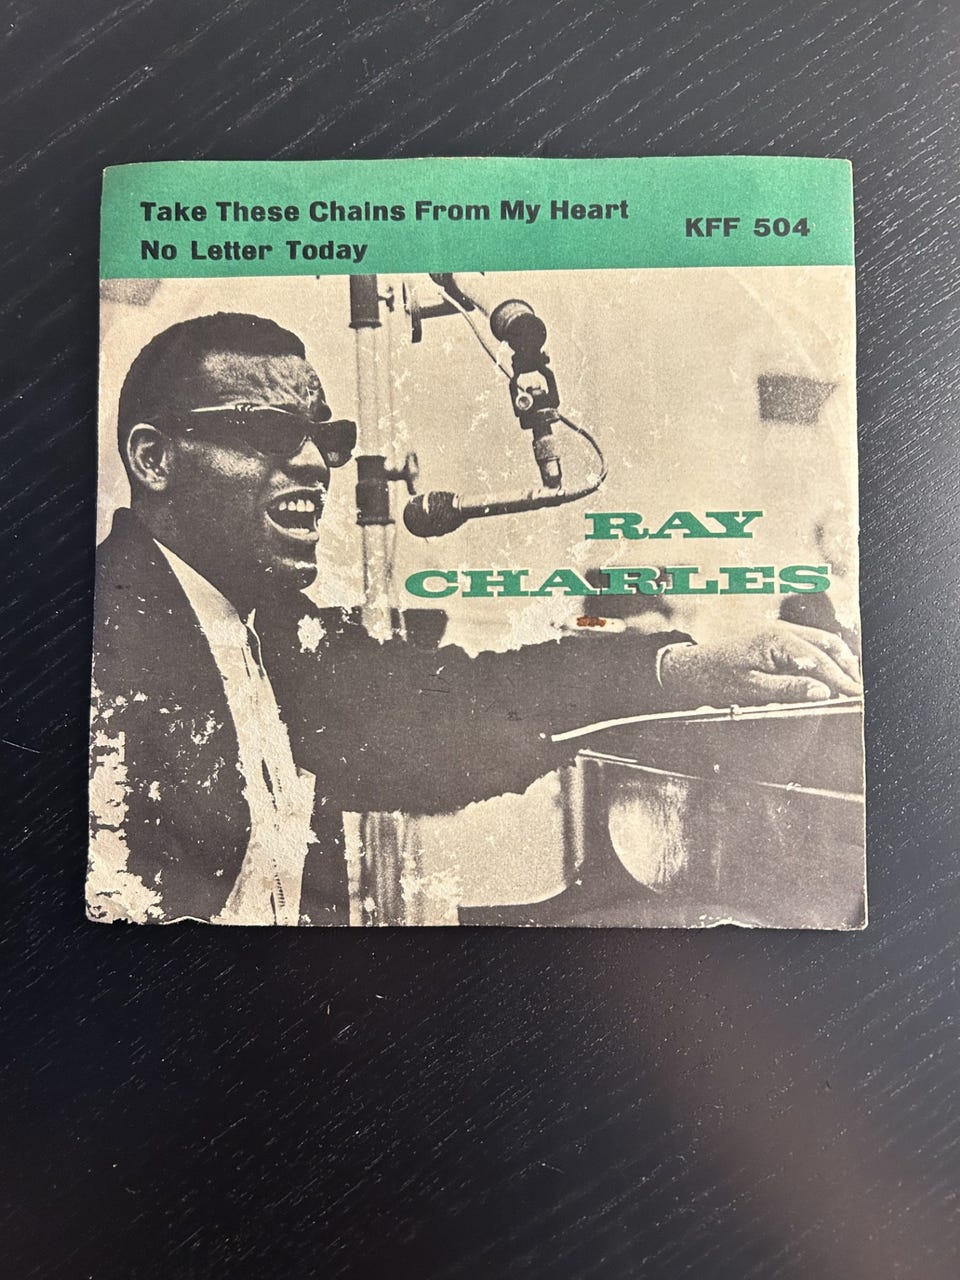 Take These Chains From My Heart
No Letter Today
KFF 504
RAY
CHARLES